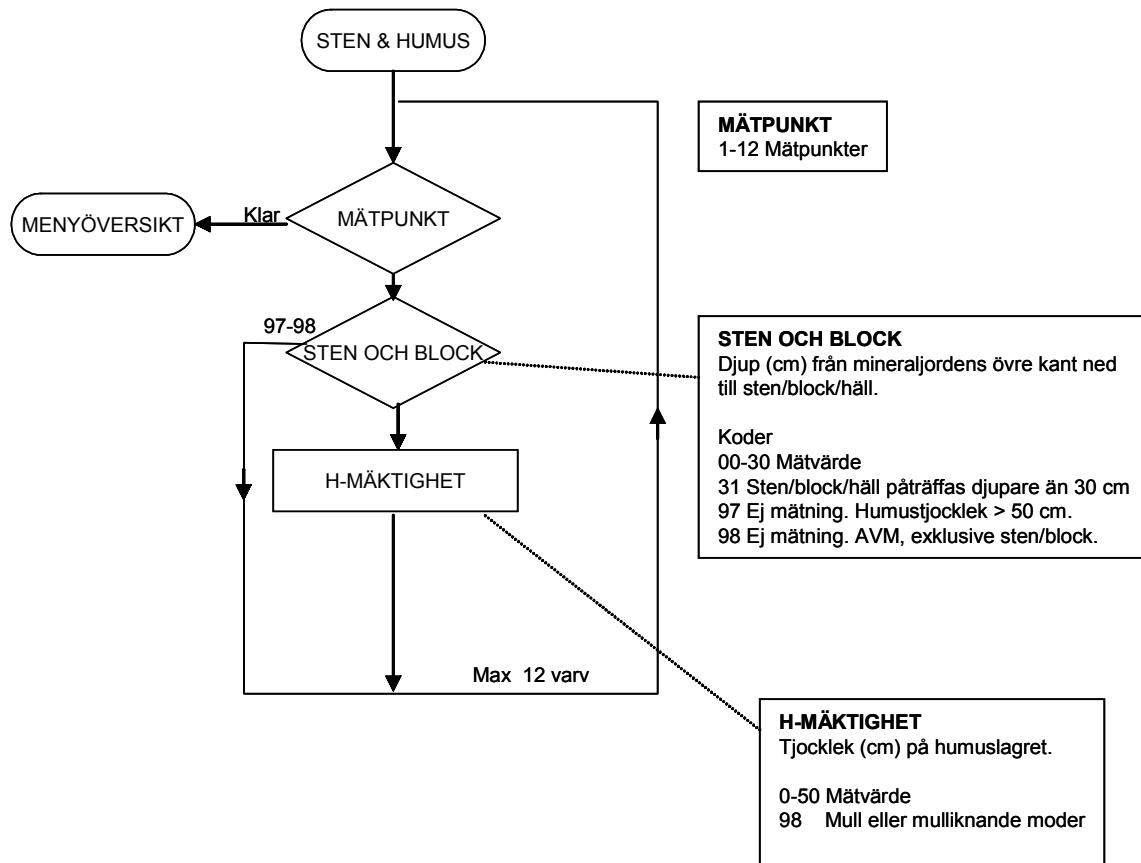 STEN & HUMUS
MÄTPUNKT
1-12 Mätpunkter
MENYÖVERSIKT
Klar
MÄTPUNKT
97-98
STEN OCH BLOCK
STEN OCH BLOCK
Djup (cm) från mineraljordens övre kant ned
till sten/block/häll.
Koder
00-30 Mätvärde
31 Sten/block/häll påträffas djupare än 30 cm
97 Ej mätning. Humustjocklek > 50 cm.
98 Ej mätning. AVM, exklusive sten/block.
H-MÄKTIGHET
Max 12 varv
H-MÄKTIGHET
Tjocklek (cm) på humuslagret.
0-50 Mätvärde
98 Mull eller mulliknande moder